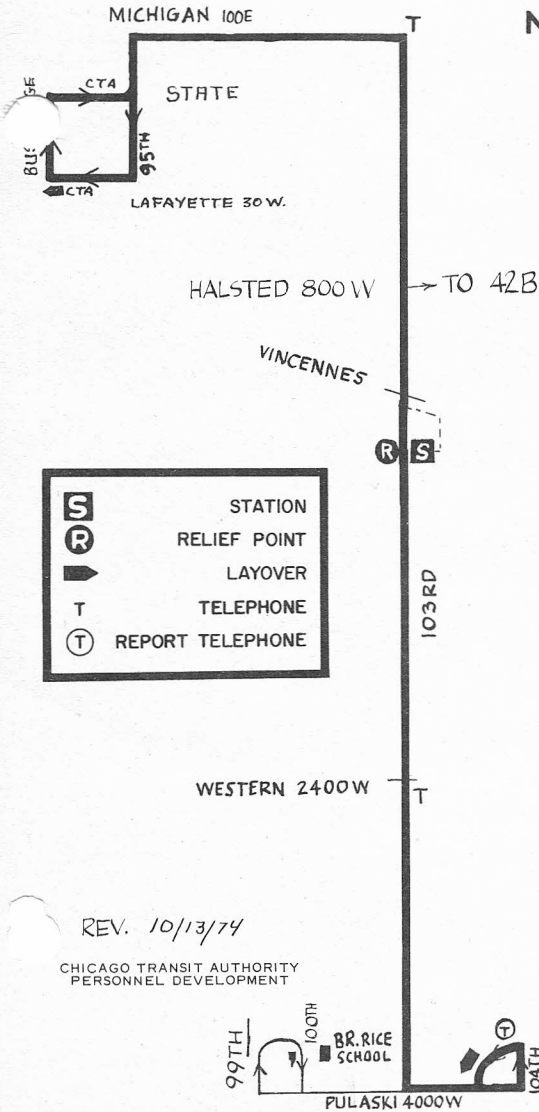 MICHIGAN 100E
T
N
CTA
STATE
95TH
CTA
LAFAYETTE 30W.
HALSTED 800W
TO 42B
VINCENNES
R S
S STATION
R RELIEF POINT
LAYOVER
T TELEPHONE
T REPORT TELEPHONE
103RD
WESTERN 2400W
T
REV. 10/13/74
CHICAGO TRANSIT AUTHORITY
PERSONNEL DEVELOPMENT
99TH
100TH
BR.RICE
SCHOOL
T
104TH
PULASKI 4000W